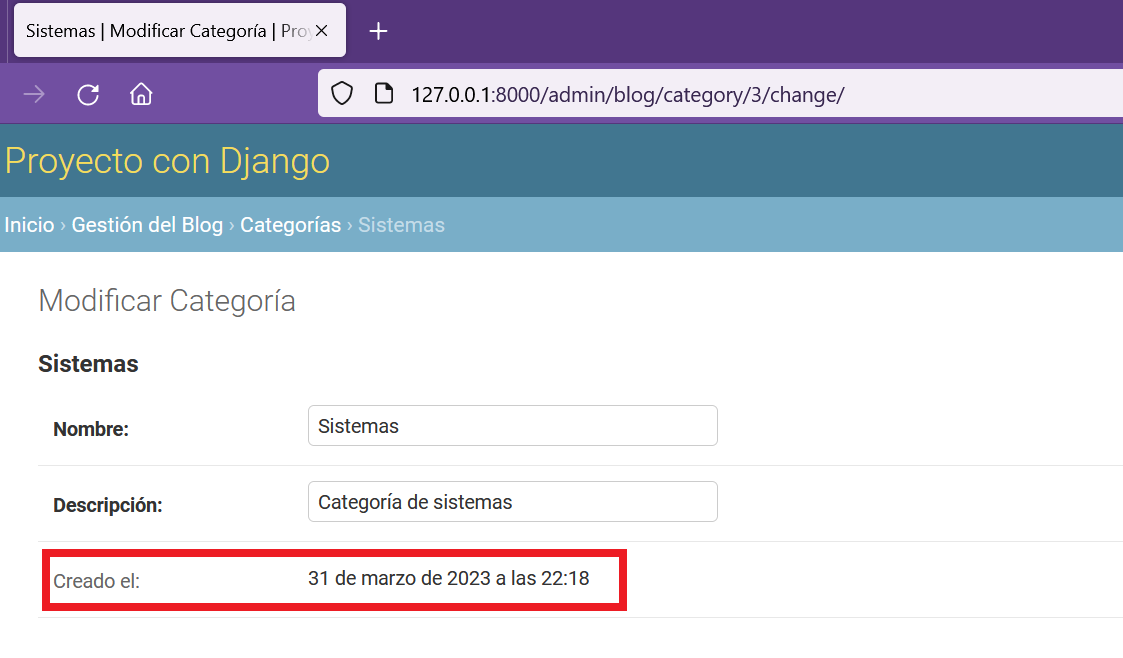 Sistemas | Modificar Categoría | Proy
127.0.0.1:8000/admin/blog/category/3/change/
Proyecto con Django
Inicio › Gestión del Blog › Categorías › Sistemas
Modificar Categoría
Sistemas
Nombre: Sistemas
Descripción: Categoría de sistemas
Creado el: 31 de marzo de 2023 a las 22:18